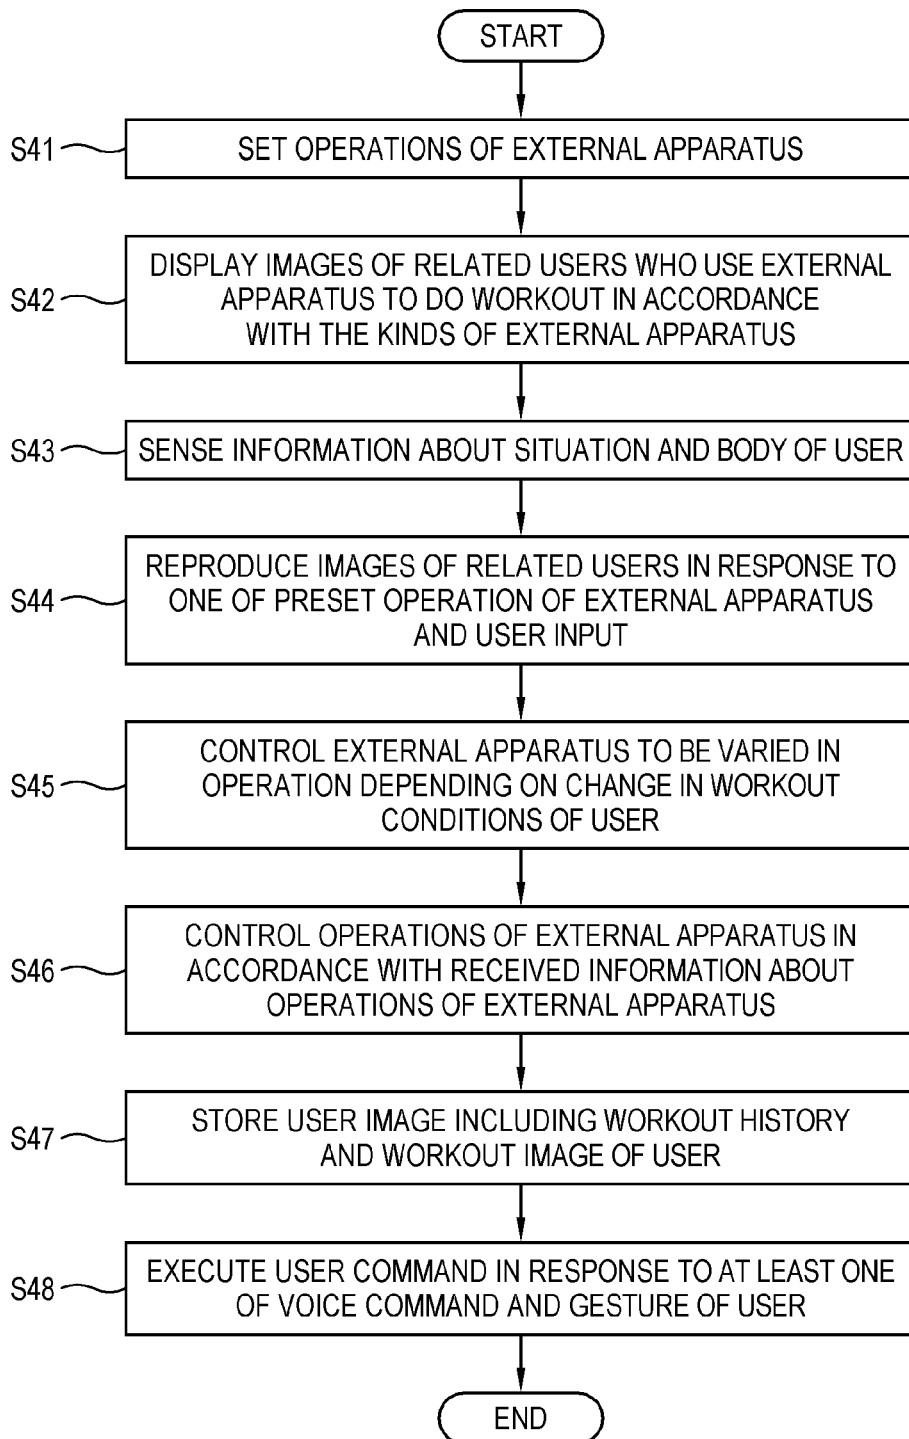 START
S41
SET OPERATIONS OF EXTERNAL APPARATUS
S42
DISPLAY IMAGES OF RELATED USERS WHO USE EXTERNAL
APPARATUS TO DO WORKOUT IN ACCORDANCE
WITH THE KINDS OF EXTERNAL APPARATUS
S43
SENSE INFORMATION ABOUT SITUATION AND BODY OF USER
S44
REPRODUCE IMAGES OF RELATED USERS IN RESPONSE TO
ONE OF PRESET OPERATION OF EXTERNAL APPARATUS
AND USER INPUT
S45
CONTROL EXTERNAL APPARATUS TO BE VARIED IN
OPERATION DEPENDING ON CHANGE IN WORKOUT
CONDITIONS OF USER
S46
CONTROL OPERATIONS OF EXTERNAL APPARATUS IN
ACCORDANCE WITH RECEIVED INFORMATION ABOUT
OPERATIONS OF EXTERNAL APPARATUS
S47
STORE USER IMAGE INCLUDING WORKOUT HISTORY
AND WORKOUT IMAGE OF USER
S48
EXECUTE USER COMMAND IN RESPONSE TO AT LEAST ONE
OF VOICE COMMAND AND GESTURE OF USER
END